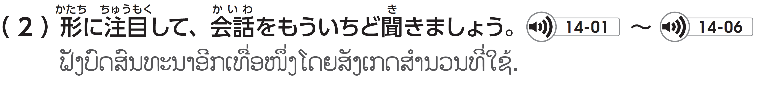 かたち ちゅうもく かいわ き
( 2 ) 形に注目して、会話をもういちど聞きましょう。 14-01 ～ 14-06
ຟັງບົດສົນທະນາອີກເທື່ອໜຶ່ງໂດຍສັງເກດສຳນວນທີ່ໃຊ້.